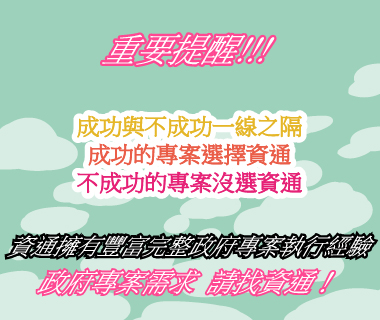 重要提醒!!!
成功與不成功一線之隔
成功的專案選擇資通
不成功的專案沒選資通
資通擁有豐富完整政府專案執行經驗
政府專案需求 請找資通！